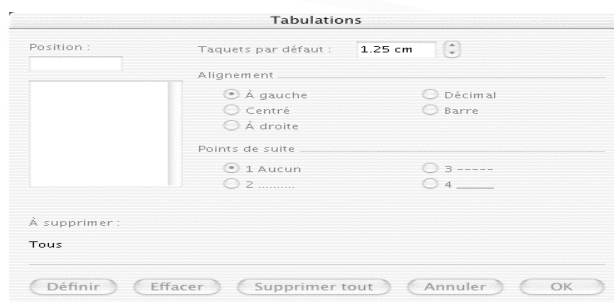 Tabulations
Position :
Taquets par défaut : 1.25 cm
Alignement
À gauche
Décimal
Centré
Barre
À droite
Points de suite
1 Aucun
3 -----
2 ..........
4 _____
À supprimer :
Tous
Définir Effacer Supprimer tout Annuler OK